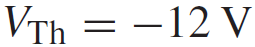 V_Th = −12 V